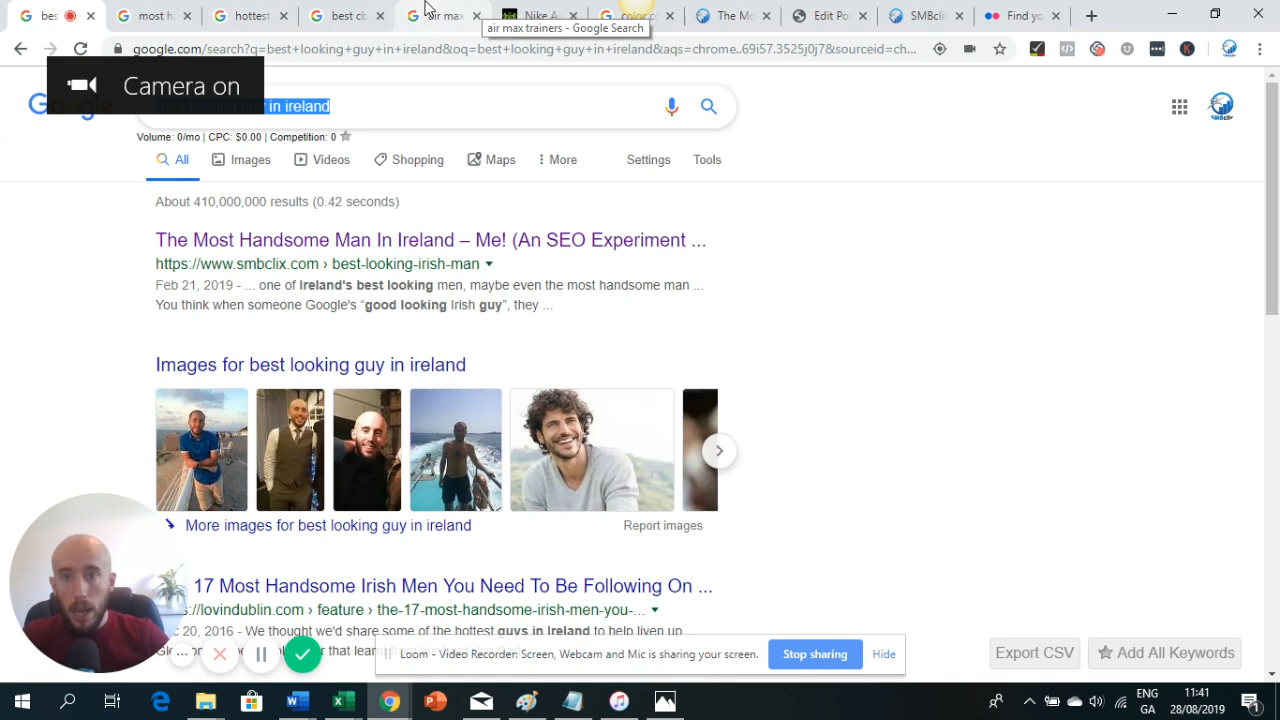 bes
most h
hottest
best cl
air max
Nike A
color c
The Mo
Edit Po
SMBcli
Find yo
air max trainers - Google Search
google.com/search?q=best+looking+guy+in+ireland&oq=best+looking+guy+in+ireland&aqs=chrome..69i57.3525j0j7&sourceid=ch...
Camera on
in ireland
Volume: 0/mo | CPC: $0.00 | Competition: 0
All
Images
Videos
Shopping
Maps
More
Settings
Tools
About 410,000,000 results (0.42 seconds)
The Most Handsome Man In Ireland – Me! (An SEO Experiment ...
https://www.smbclix.com › best-looking-irish-man
Feb 21, 2019 - ... one of Ireland's best looking men, maybe even the most handsome man ...
You think when someone Google's “good looking Irish guy”, they ...
Images for best looking guy in ireland
More images for best looking guy in ireland
Report images
17 Most Handsome Irish Men You Need To Be Following On ...
://lovindublin.com › feature › the-17-most-handsome-irish-men-you-...
20, 2016 - We thought we'd share some of the hottest guys in Ireland to help liven up
Loom - Video Recorder: Screen, Webcam and Mic is sharing your screen.
Stop sharing
Hide
Export CSV
Add All Keywords
ENG
GA
11:41
28/08/2019